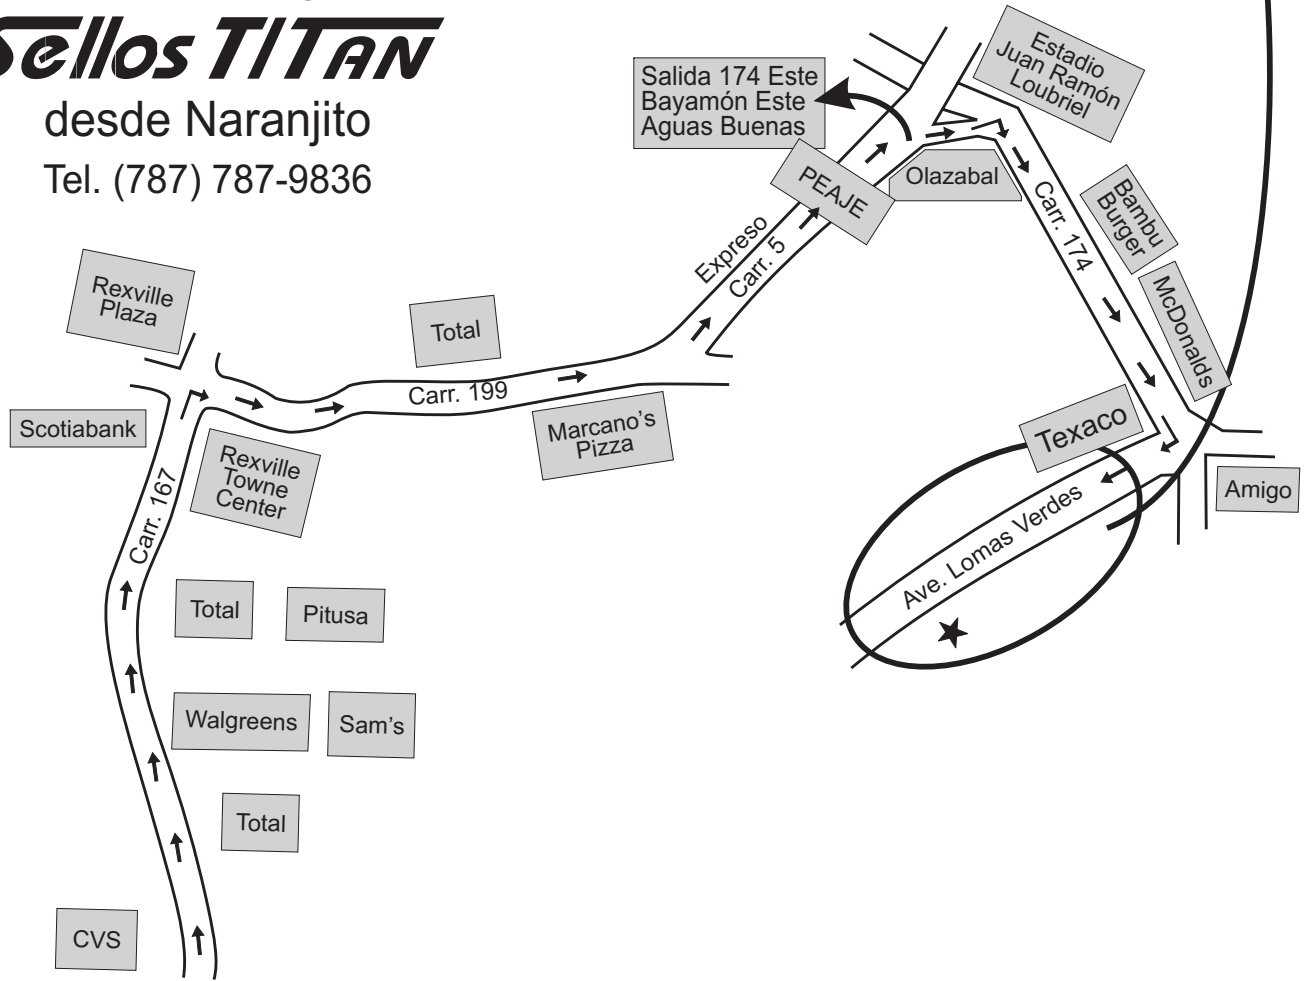 Sellos TITAN
desde Naranjito
Tel. (787) 787-9836
Salida 174 Este
Bayamón Este
Aguas Buenas
Estadio
Juan Ramón
Loubriel
PEAJE
Olazabal
Bambu
Burger
Carr. 174
McDonalds
Expreso
Carr. 5
Rexville
Plaza
Total
Carr. 199
Marcano’s
Pizza
Scotiabank
Rexville
Towne
Center
Carr. 167
Texaco
Amigo
Ave. Lomas Verdes
Total
Pitusa
Walgreens
Sam’s
Total
CVS